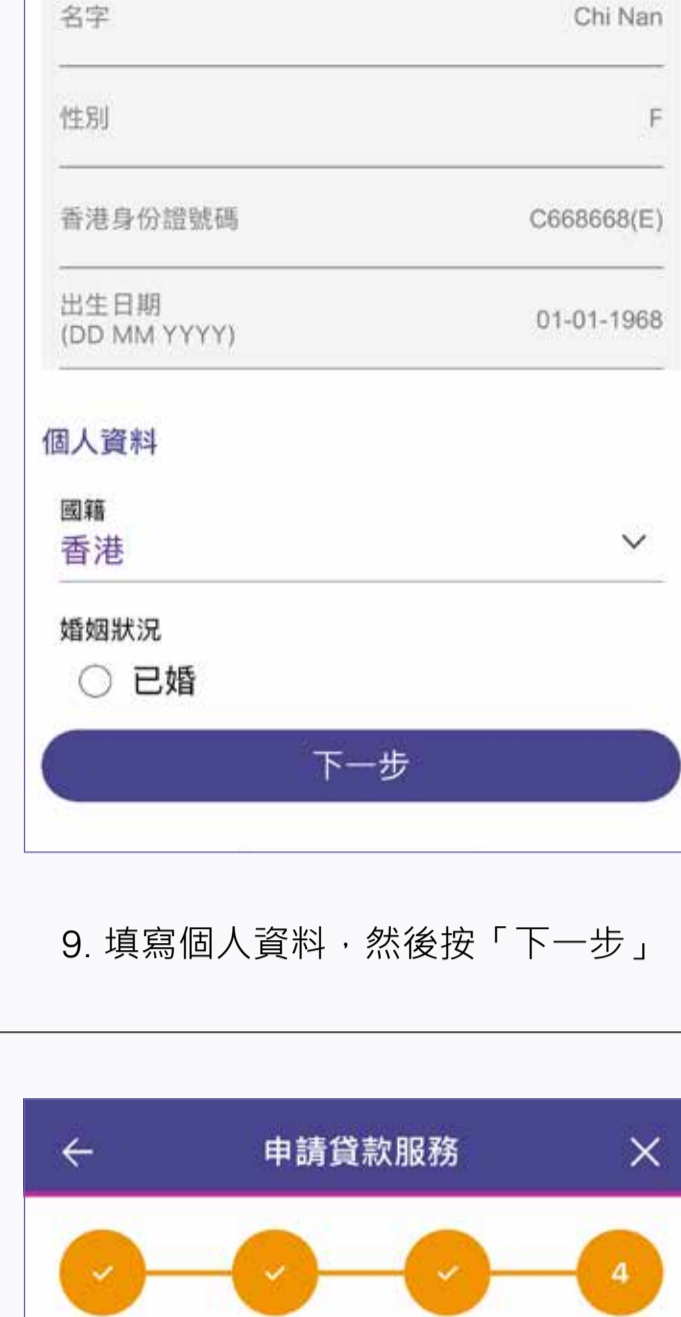 名字 Chi Nan
性別 F
香港身份證號碼 C668668(E)
出生日期
(DD MM YYYY) 01-01-1968
個人資料
國籍
香港
婚姻狀況
已婚
下一步
9. 填寫個人資料，然後按「下一步」
申請貸款服務
4